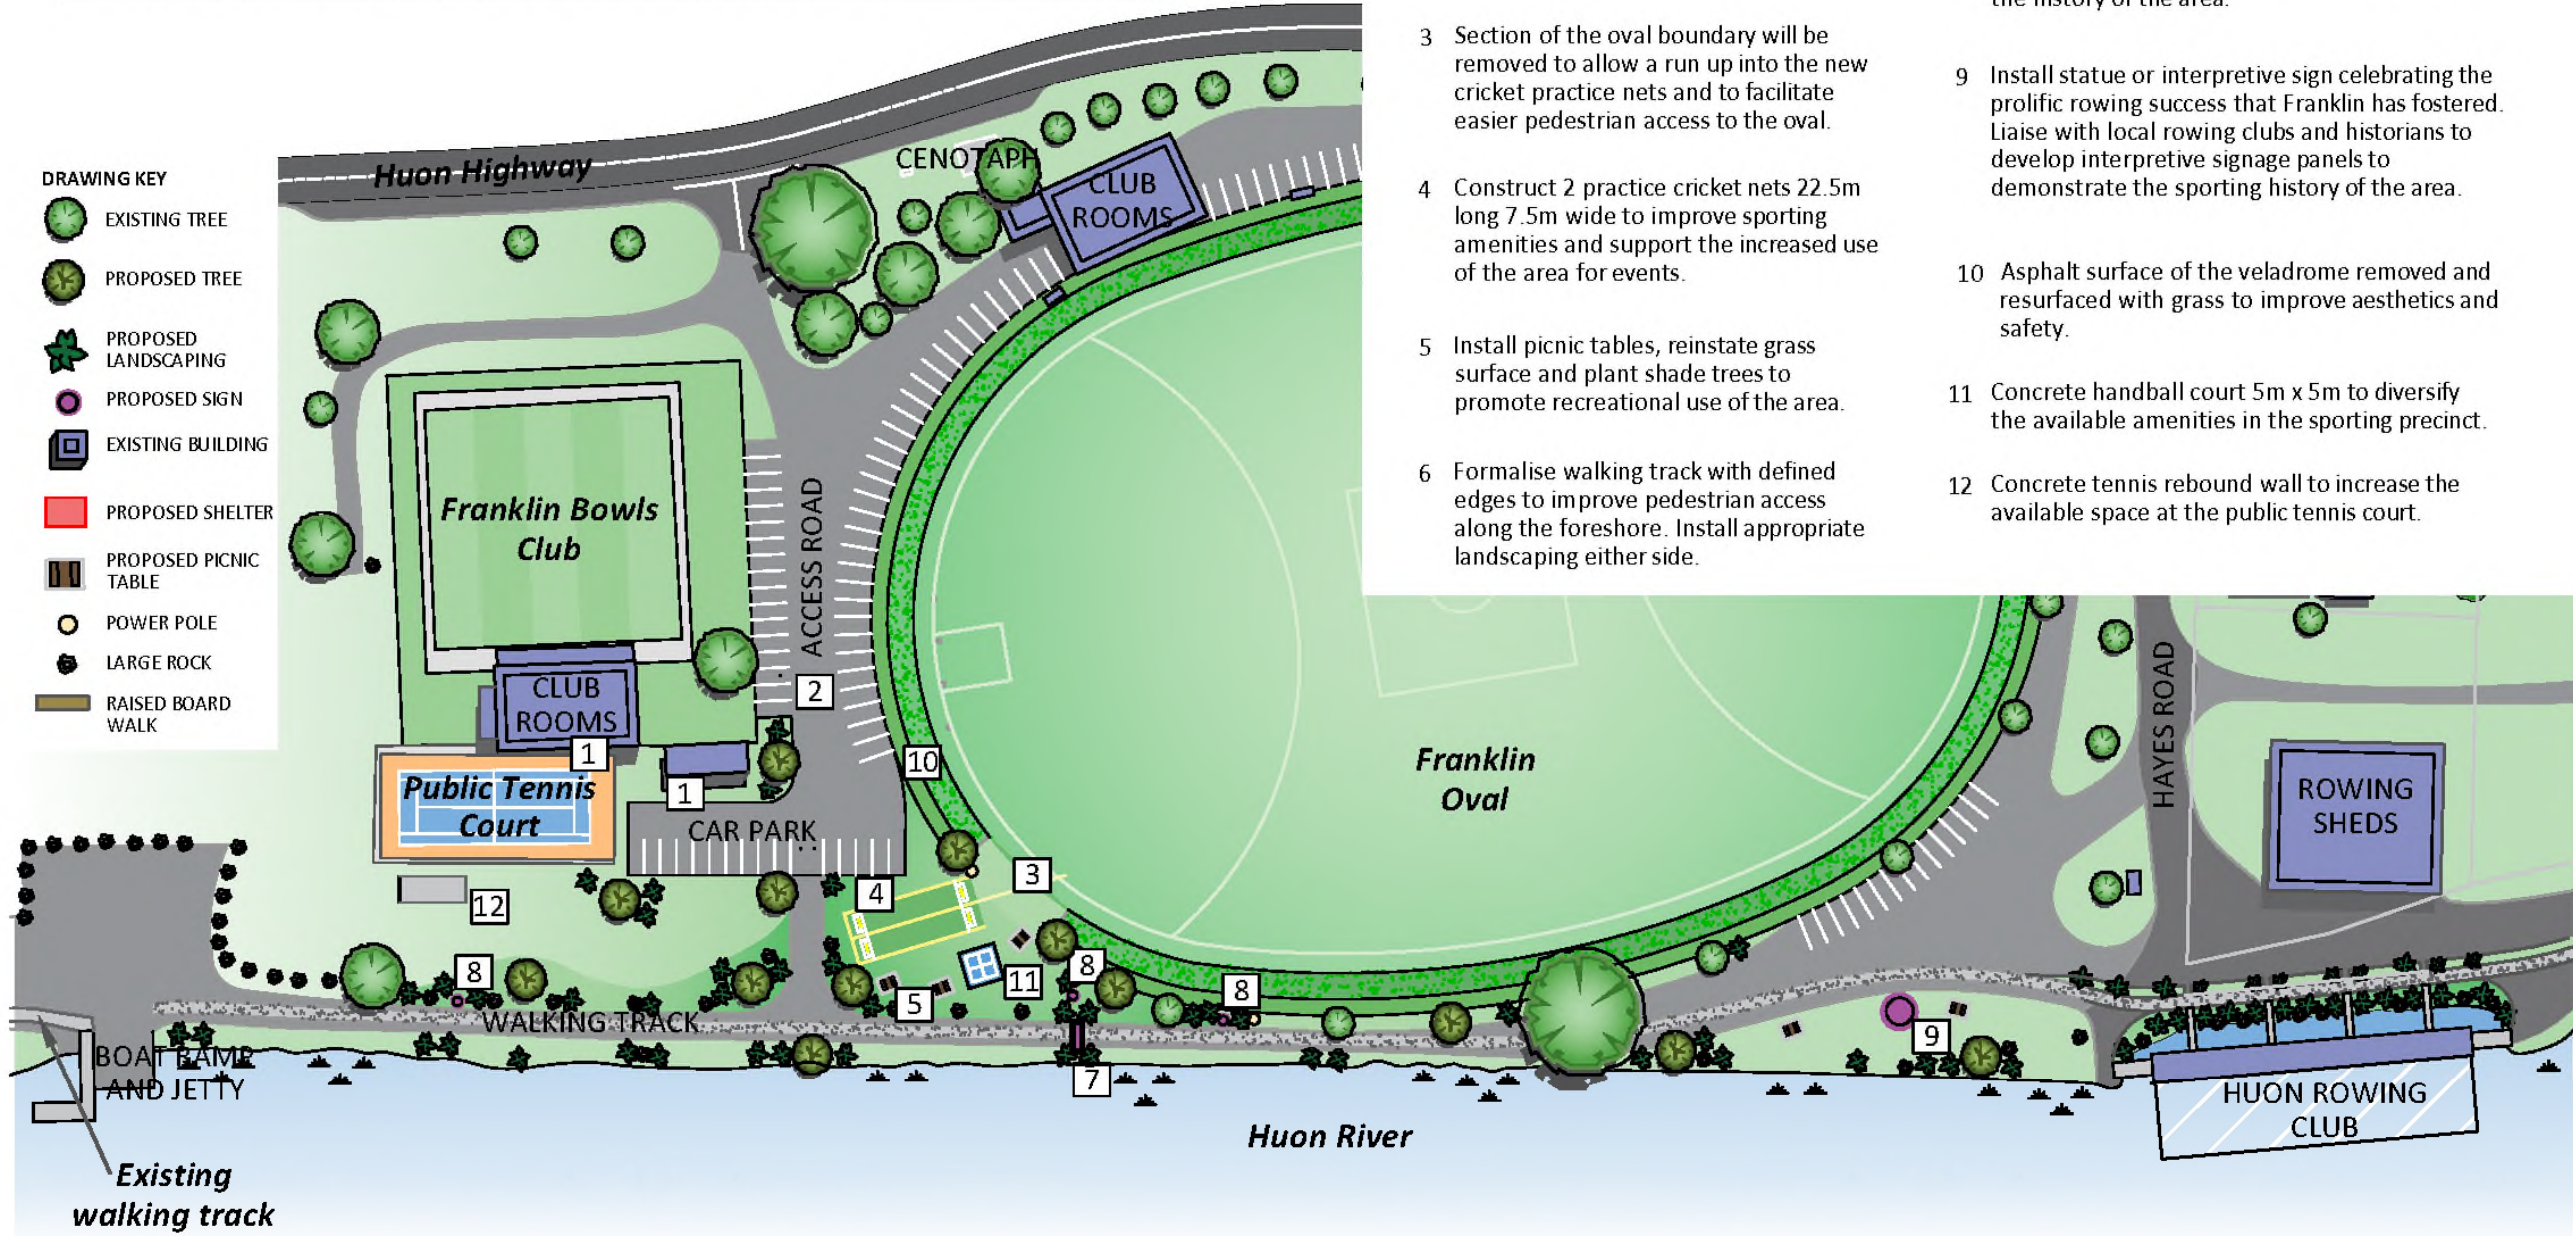 the history of the area.
3 Section of the oval boundary will be
removed to allow a run up into the new
cricket practice nets and to facilitate
easier pedestrian access to the oval.
4 Construct 2 practice cricket nets 22.5m
long 7.5m wide to improve sporting
amenities and support the increased use
of the area for events.
5 Install picnic tables, reinstate grass
surface and plant shade trees to
promote recreational use of the area.
6 Formalise walking track with defined
edges to improve pedestrian access
along the foreshore. Install appropriate
landscaping either side.
9 Install statue or interpretive sign celebrating the
prolific rowing success that Franklin has fostered.
Liaise with local rowing clubs and historians to
develop interpretive signage panels to
demonstrate the sporting history of the area.
10 Asphalt surface of the veladrome removed and
resurfaced with grass to improve aesthetics and
safety.
11 Concrete handball court 5m x 5m to diversify
the available amenities in the sporting precinct.
12 Concrete tennis rebound wall to increase the
available space at the public tennis court.
DRAWING KEY
EXISTING TREE
PROPOSED TREE
PROPOSED
LANDSCAPING
PROPOSED SIGN
EXISTING BUILDING
PROPOSED SHELTER
PROPOSED PICNIC
TABLE
POWER POLE
LARGE ROCK
RAISED BOARD
WALK
Huon Highway
CENOTAPH
CLUB
ROOMS
Franklin Bowls
Club
ACCESS ROAD
CLUB
ROOMS
1
2
Public Tennis
Court
1
CAR PARK
10
Franklin
Oval
HAYES ROAD
ROWING
SHEDS
3
4
12
8
5
11
8
8
WALKING TRACK
9
7
BOAT RAMP
AND JETTY
HUON ROWING
CLUB
Huon River
Existing
walking track